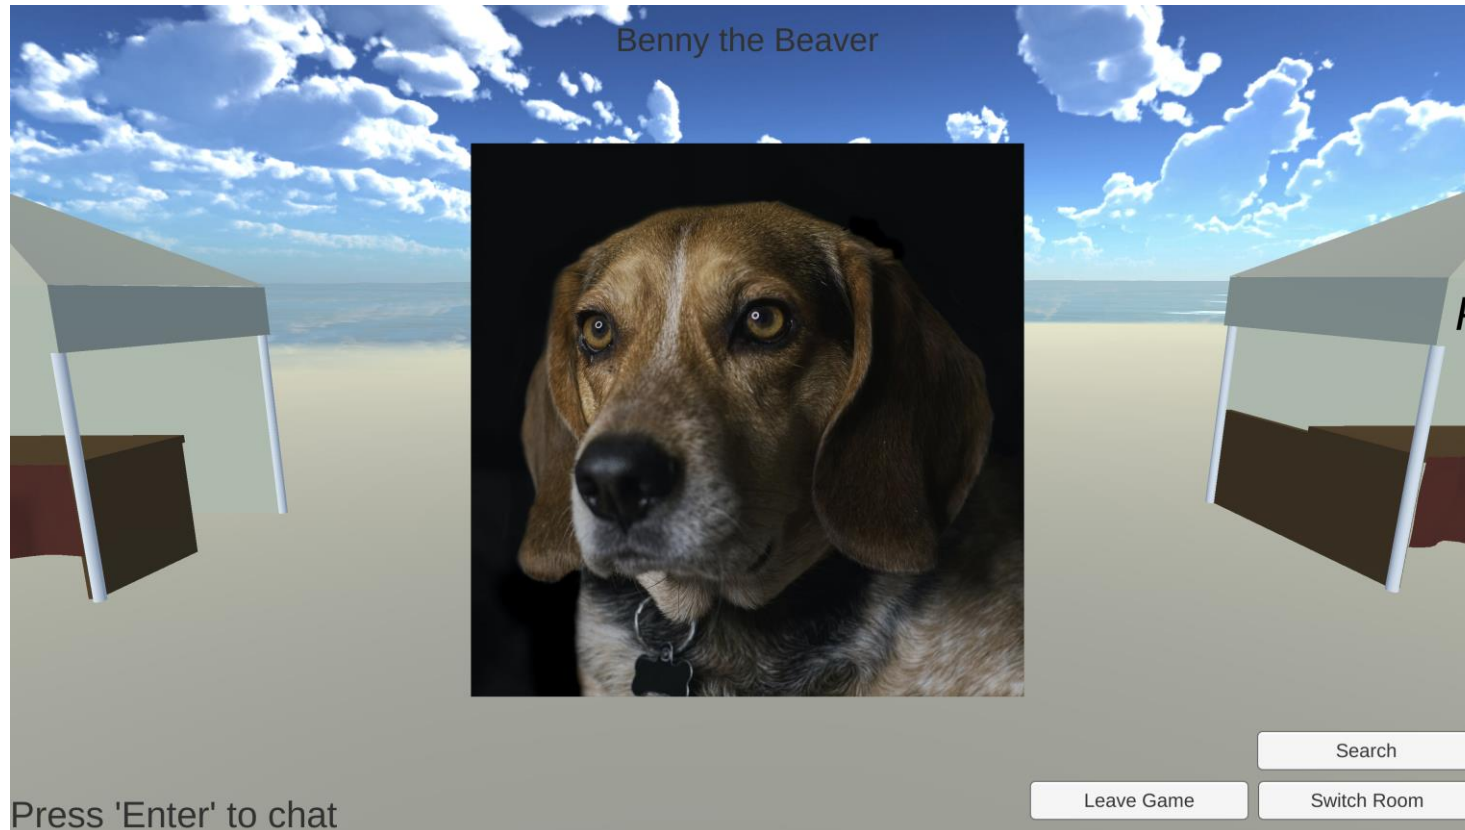 Benny the Beaver
Search
Leave Game
Switch Room
Press 'Enter' to chat